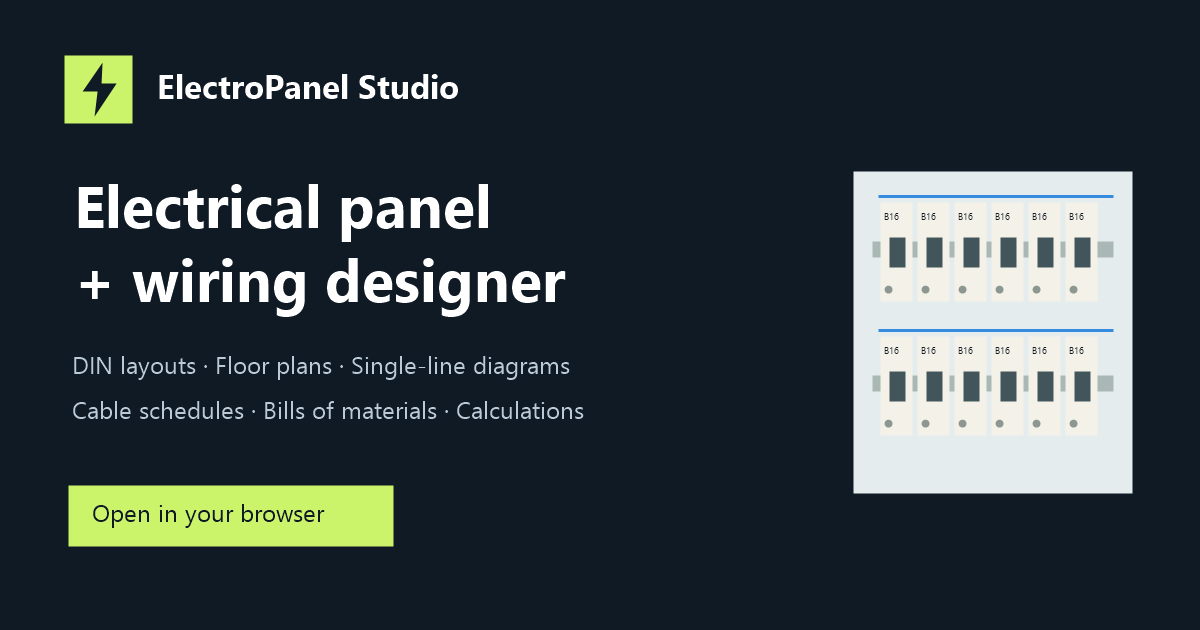 ElectroPanel Studio
Electrical panel
+ wiring designer
DIN layouts · Floor plans · Single-line diagrams
Cable schedules · Bills of materials · Calculations
Open in your browser
B16 B16 B16 B16 B16 B16
B16 B16 B16 B16 B16 B16